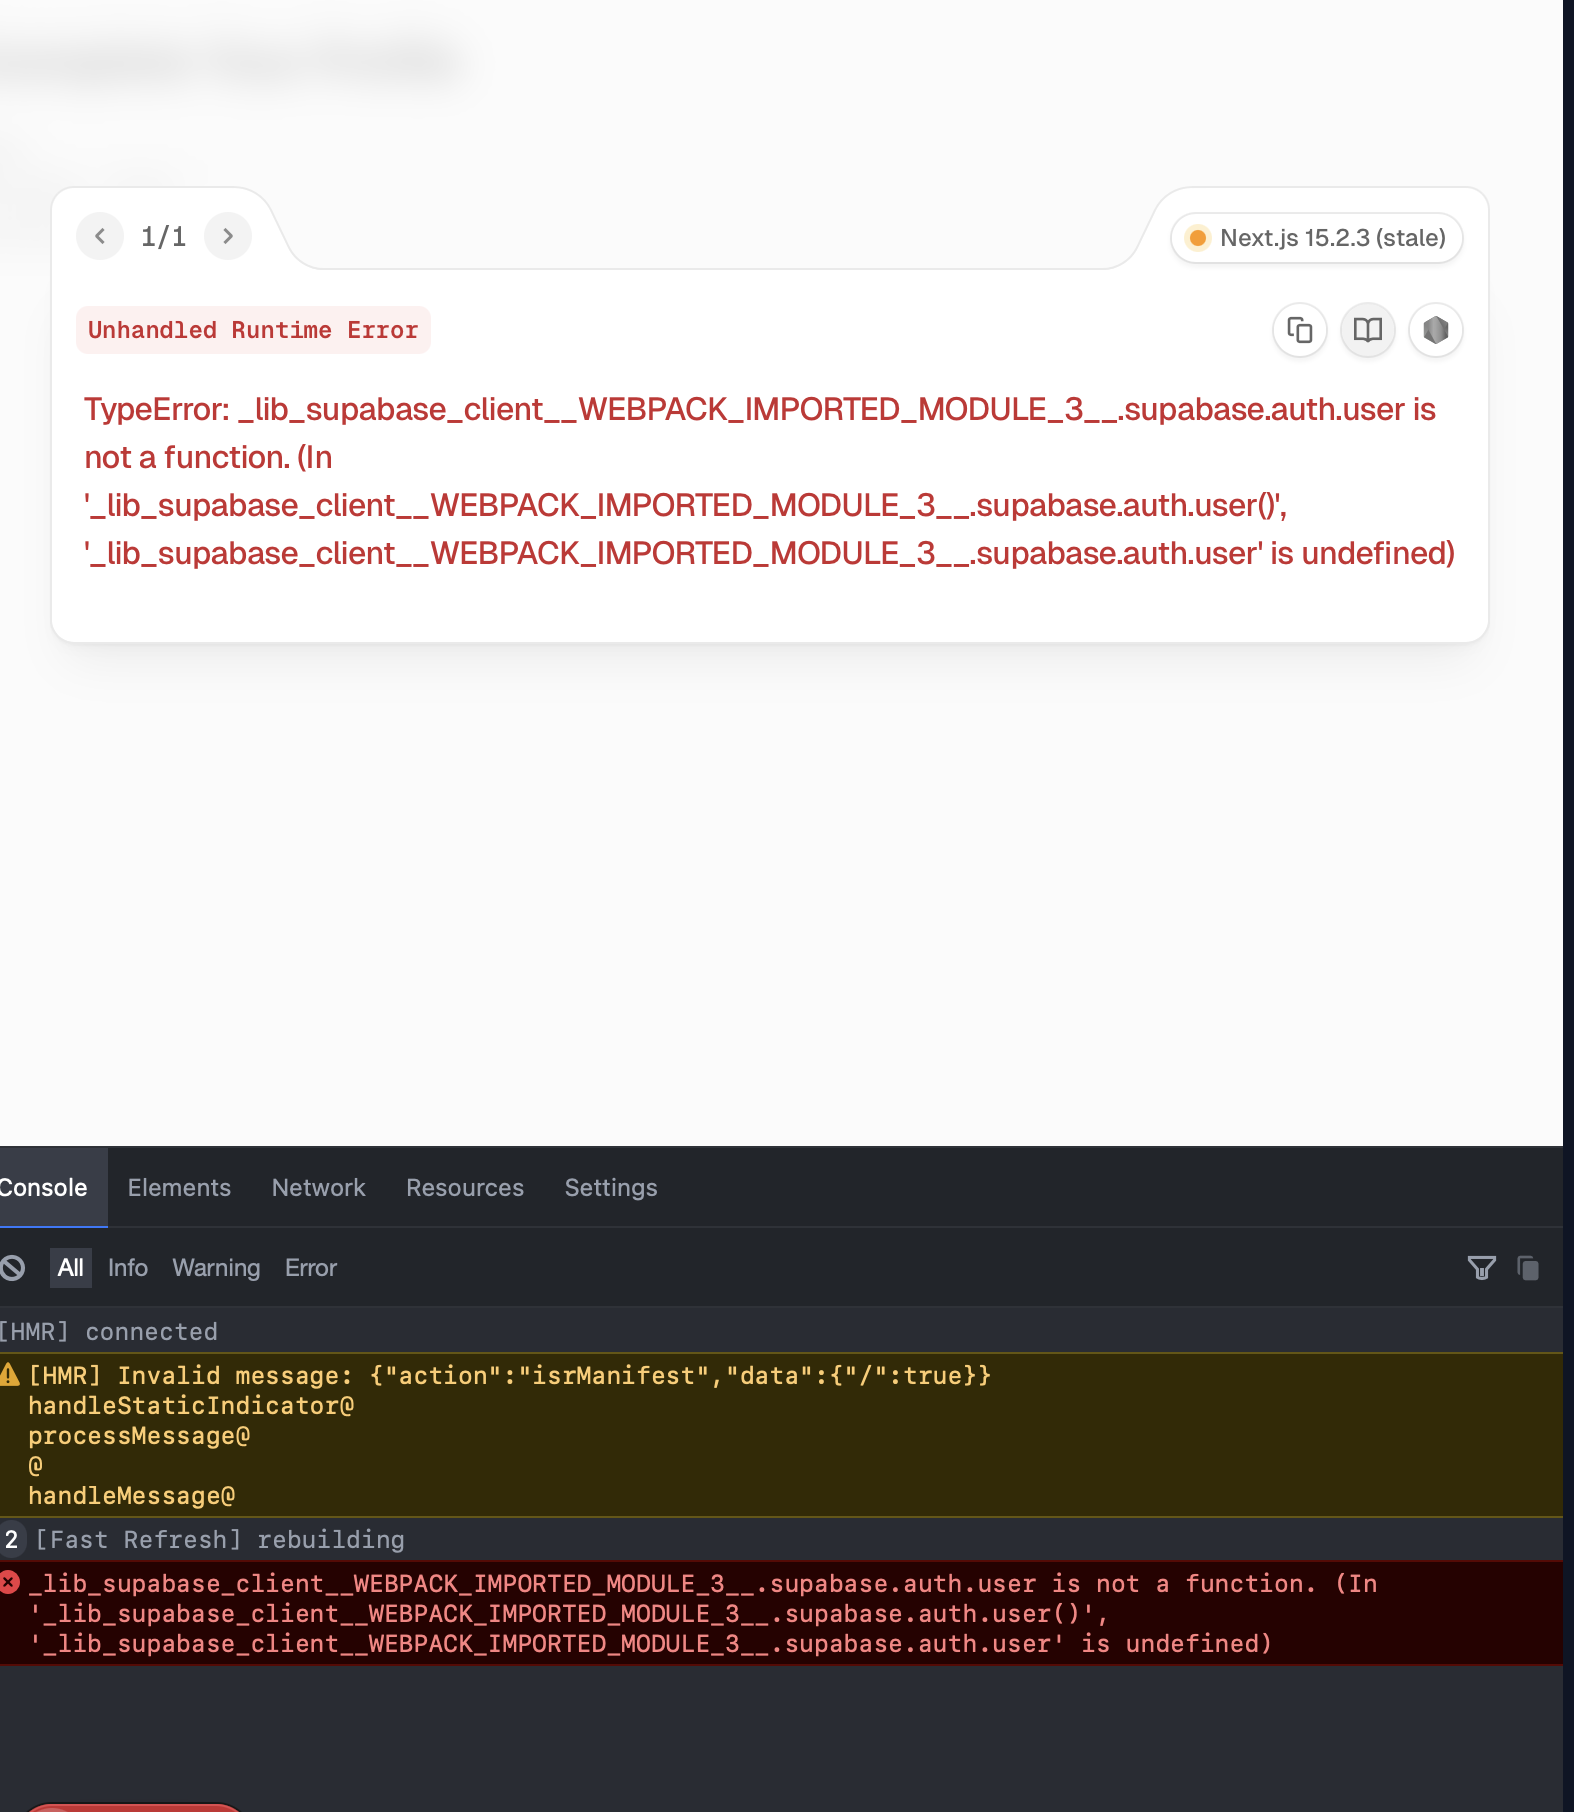 1/1
Next.js 15.2.3 (stale)
Unhandled Runtime Error
TypeError: _lib_supabase_client__WEBPACK_IMPORTED_MODULE_3__.supabase.auth.user is
not a function. (In
'_lib_supabase_client__WEBPACK_IMPORTED_MODULE_3__.supabase.auth.user()',
'_lib_supabase_client__WEBPACK_IMPORTED_MODULE_3__.supabase.auth.user' is undefined)
Console Elements Network Resources Settings
All Info Warning Error
[HMR] connected
[HMR] Invalid message: {"action":"isrManifest","data":{"/":true}}
handleStaticIndicator@
processMessage@
@
handleMessage@
2 [Fast Refresh] rebuilding
_lib_supabase_client__WEBPACK_IMPORTED_MODULE_3__.supabase.auth.user is not a function. (In
'_lib_supabase_client__WEBPACK_IMPORTED_MODULE_3__.supabase.auth.user()',
'_lib_supabase_client__WEBPACK_IMPORTED_MODULE_3__.supabase.auth.user' is undefined)